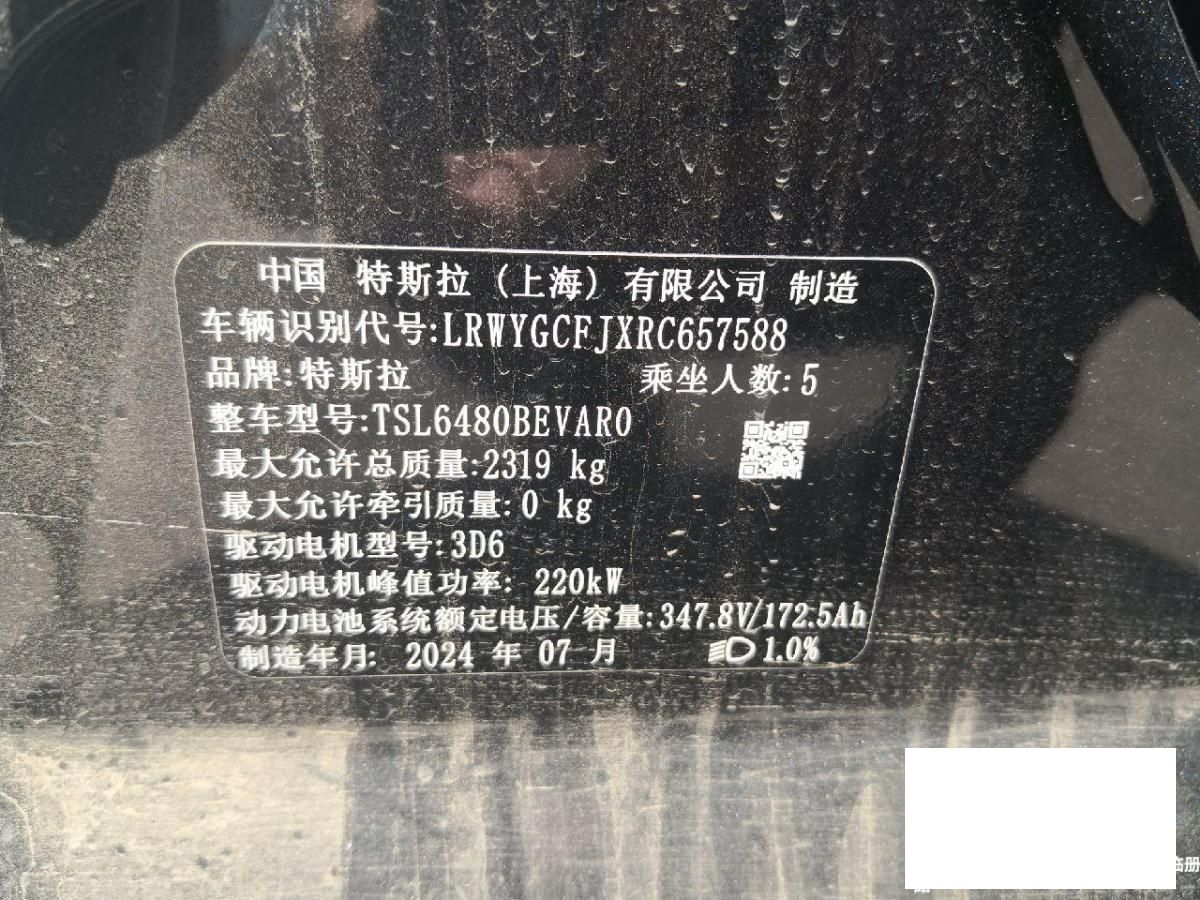 中国 特斯拉（上海）有限公司 制造
车辆识别代号:LRWYGCFJXRC657588
品牌:特斯拉 乘坐人数:5
整车型号:TSL6480BEVAR0
最大允许总质量:2319 kg
最大允许牵引质量:0 kg
驱动电机型号:3D6
驱动电机峰值功率: 220kW
动力电池系统额定电压/容量:347.8V/172.5Ah
制造年月: 2024 年 07 月 1.0%